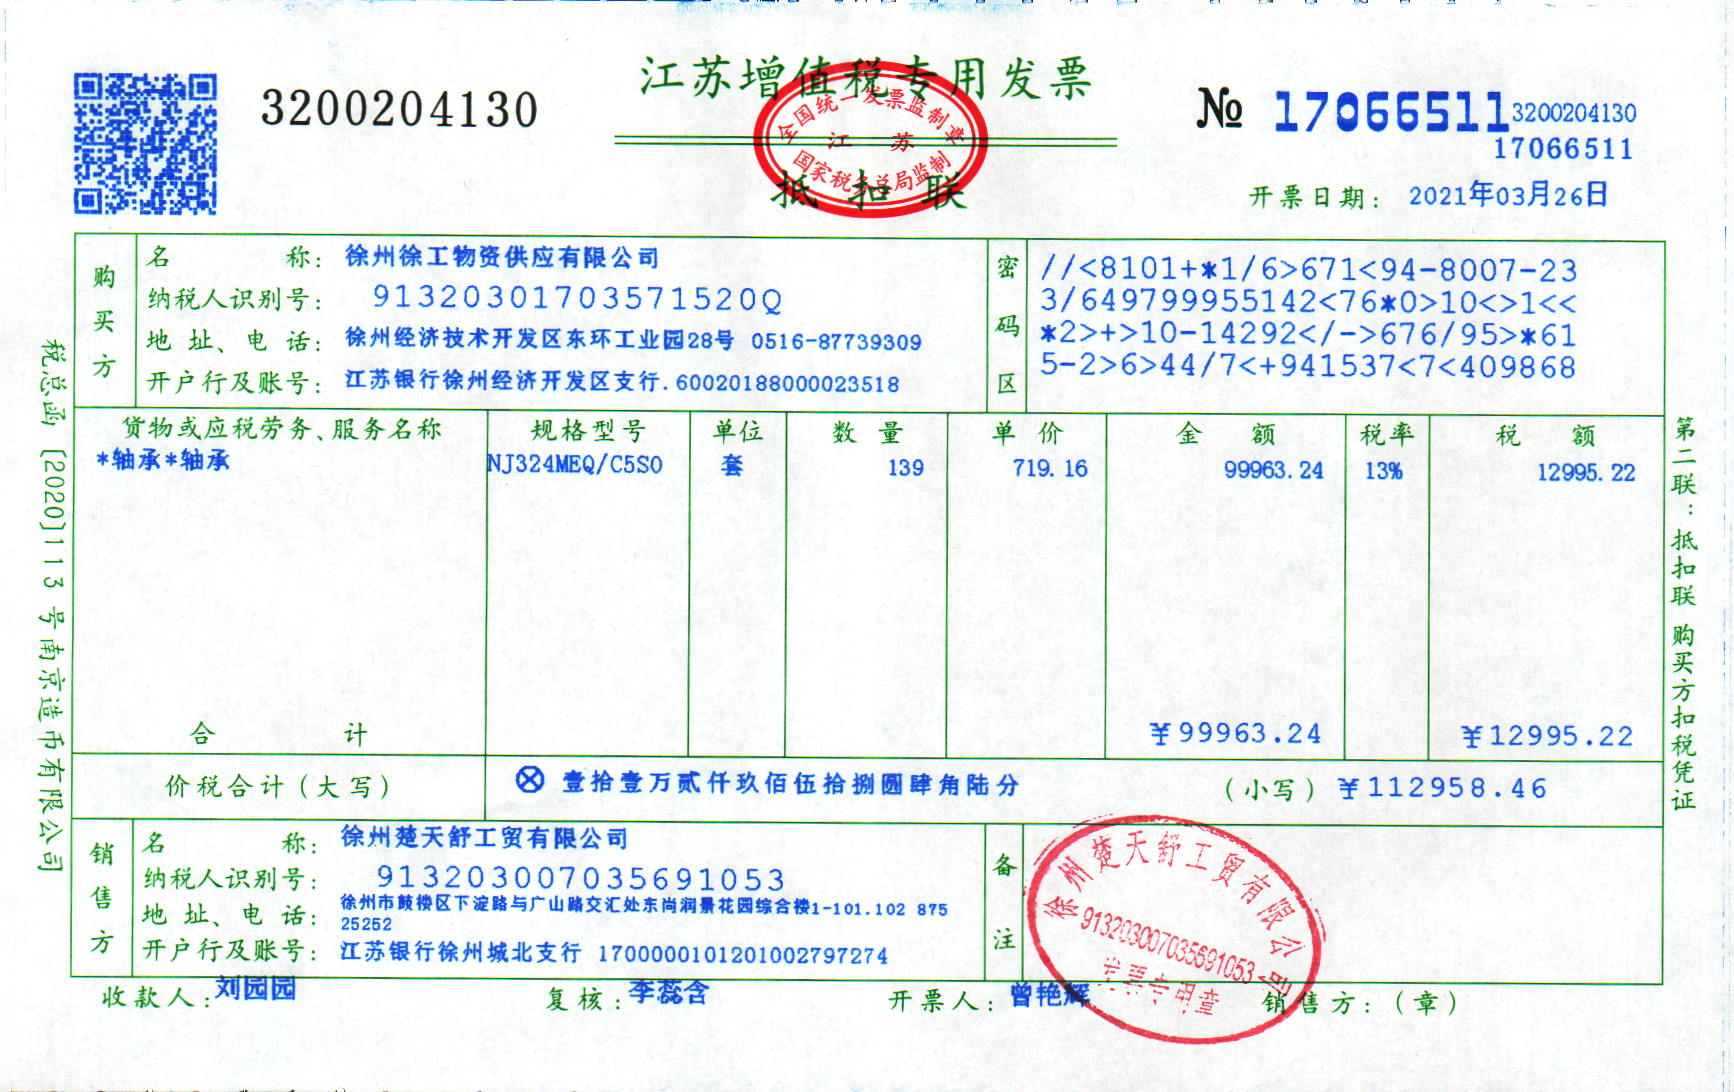 江苏增值税专用发票
3200204130
№ 17066511
3200204130
17066511
全国统一发票监制章
江 苏
国家税务总局监制
抵 扣 联
开票日期： 2021年03月26日
税总函 [2020]113 号南京造币有限公司
购买方
名 称： 徐州徐工物资供应有限公司
纳税人识别号： 91320301703571520Q
地 址、电 话： 徐州经济技术开发区东环工业园28号 0516-87739309
开户行及账号： 江苏银行徐州经济开发区支行.60020188000023518
密码区
//<8101+*1/6>671<94-8007-23
3/649799955142<76*0>10<>1<<
*2>+>10-14292</->676/95>*61
5-2>6>44/7<+941537<7<409868
货物或应税劳务、服务名称 规格型号 单位 数 量 单 价 金 额 税率 税 额
*轴承*轴承 NJ324MEQ/C5S0 套 139 719.16 99963.24 13% 12995.22
合 计 ¥99963.24 ¥12995.22
价税合计（大写） ⊗ 壹拾壹万贰仟玖佰伍拾捌圆肆角陆分 （小写） ¥112958.46
销售方
名 称： 徐州楚天舒工贸有限公司
纳税人识别号： 913203007035691053
地 址、电 话： 徐州市鼓楼区下淀路与广山路交汇处东尚润景花园综合楼1-101.102 875
25252
开户行及账号： 江苏银行徐州城北支行 17000001012010027972​74
备注
徐州楚天舒工贸有限公司
913203007035691053
发票专用章
收款人： 刘园园 复核： 李蕊含 开票人： 曾艳辉 销售方：（章）
第二联：抵扣联 购买方扣税凭证